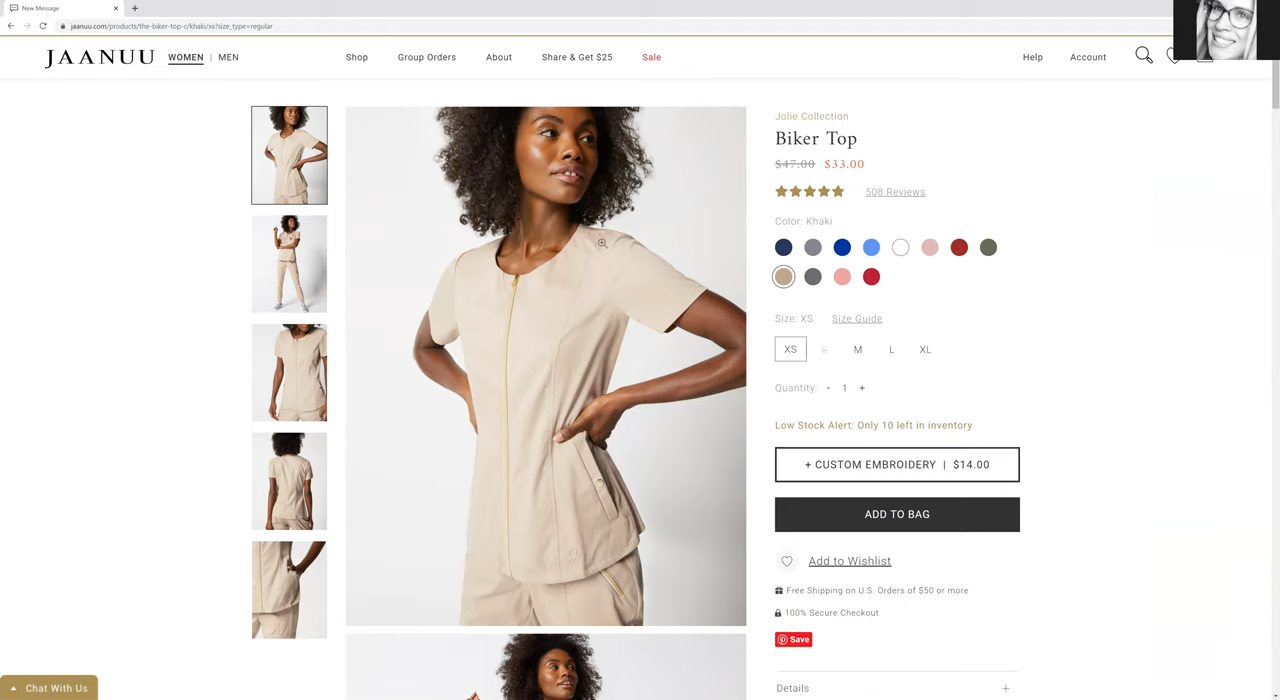 New Message
jaanuu.com/products/the-biker-top-c/khaki/xs?size_type=regular
JAANUU WOMEN | MEN Shop Group Orders About Share & Get $25 Sale Help Account
Jolie Collection
Biker Top
$47.00 $33.00
508 Reviews
Color: Khaki
Size: XS Size Guide
XS S M L XL
Quantity: - 1 +
Low Stock Alert: Only 10 left in inventory
+ CUSTOM EMBROIDERY | $14.00
ADD TO BAG
Add to Wishlist
Free Shipping on U.S. Orders of $50 or more
100% Secure Checkout
Save
Chat With Us
Details +